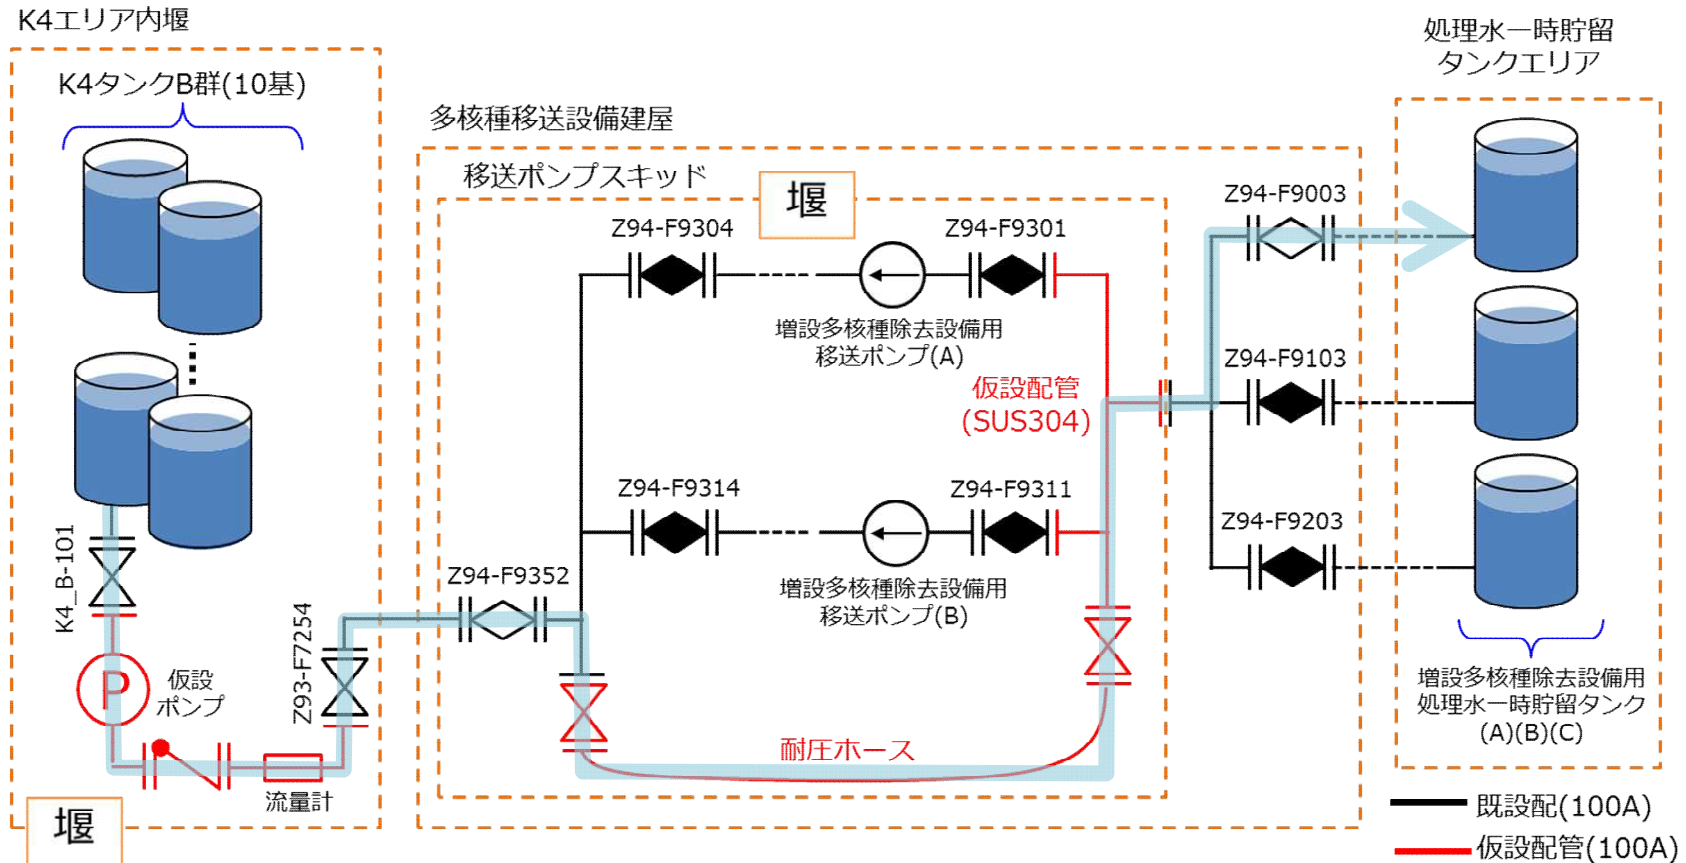 K4エリア内堰
K4タンクB群(10基)
K4_B-101
P
仮設
ポンプ
流量計
Z93-F7254
堰
多核種移送設備建屋
移送ポンプスキッド
堰
Z94-F9304
Z94-F9301
増設多核種除去設備用
移送ポンプ(A)
仮設配管
(SUS304)
Z94-F9314
Z94-F9311
増設多核種除去設備用
移送ポンプ(B)
Z94-F9352
耐圧ホース
Z94-F9003
Z94-F9103
Z94-F9203
処理水一時貯留
タンクエリア
増設多核種除去設備用
処理水一時貯留タンク
(A)(B)(C)
既設配(100A)
仮設配管(100A)